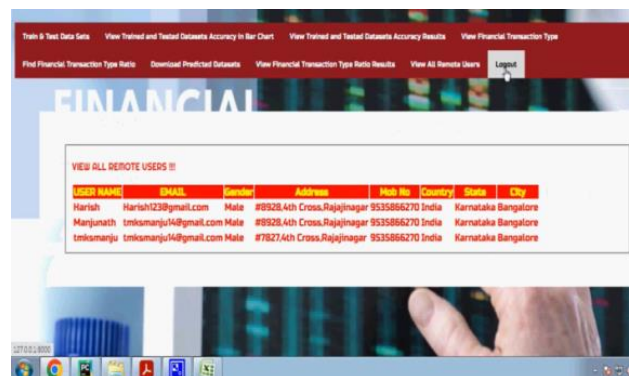 Train & Test Data Sets View Trained and Tested Datasets Accuracy in Bar Chart View Trained and Tested Datasets Accuracy Results View Financial Transaction Type
Find Financial Transaction Type Ratio Download Predicted Datasets View Financial Transaction Type Ratio Results View All Remote Users Logout
FINANCIAL
VIEW ALL REMOTE USERS !!!
USER NAME EMAIL Gender Address Mob No Country State City
Harish Harish123@gmail.com Male #8928,4th Cross,Rajajinagar 9535866270 India Karnataka Bangalore
Manjunath tmksmanju14@gmail.com Male #8928,4th Cross,Rajajinagar 9535866270 India Karnataka Bangalore
tmksmanju tmksmanju14@gmail.com Male #7827,4th Cross,Rajajinagar 9535866270 India Karnataka Bangalore
127.0.0.1:8000